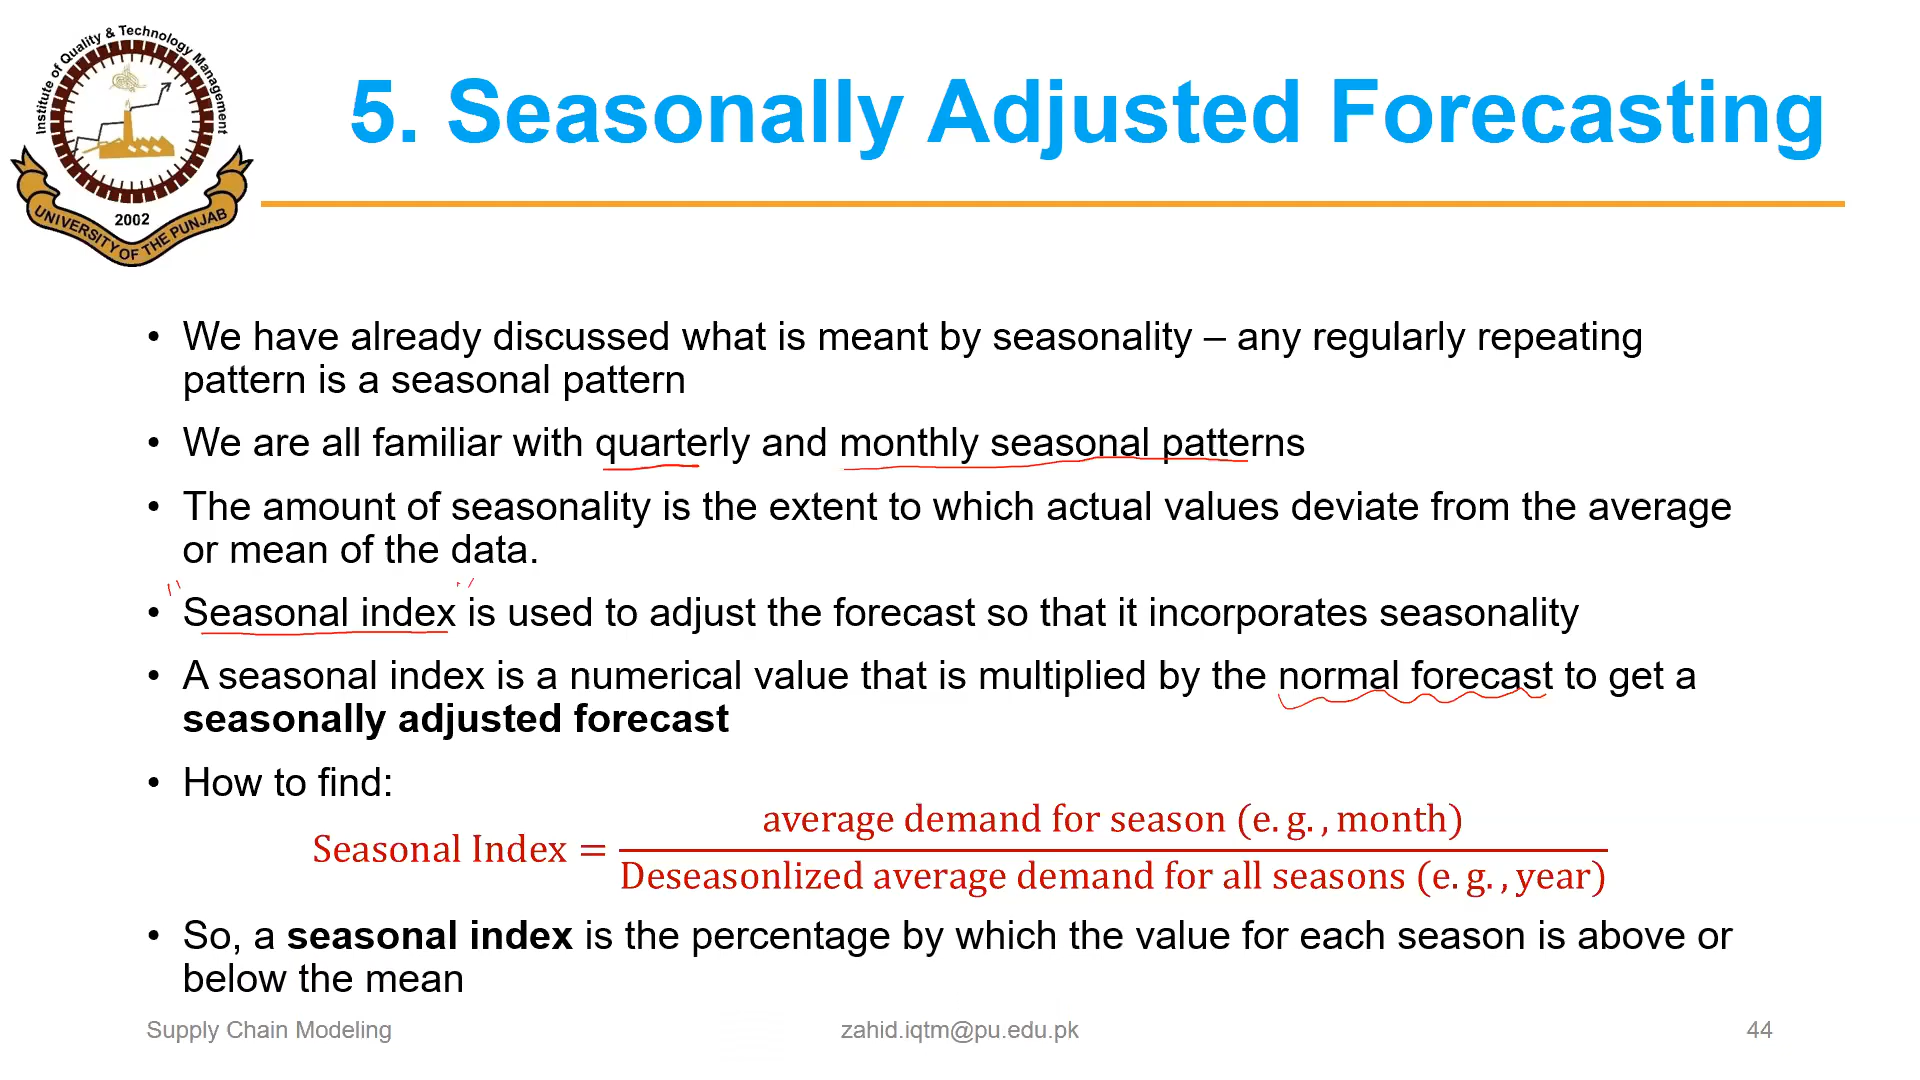 Institute of Quality & Technology Management
2002
UNIVERSITY OF THE PUNJAB
5. Seasonally Adjusted Forecasting
• We have already discussed what is meant by seasonality – any regularly repeating
pattern is a seasonal pattern
• We are all familiar with quarterly and monthly seasonal patterns
• The amount of seasonality is the extent to which actual values deviate from the average
or mean of the data.
• Seasonal index is used to adjust the forecast so that it incorporates seasonality
• A seasonal index is a numerical value that is multiplied by the normal forecast to get a
seasonally adjusted forecast
• How to find:
average demand for season (e. g. , month)
Seasonal Index =
Deseasonlized average demand for all seasons (e. g. , year)
• So, a seasonal index is the percentage by which the value for each season is above or
below the mean
Supply Chain Modeling
zahid.iqtm@pu.edu.pk
44